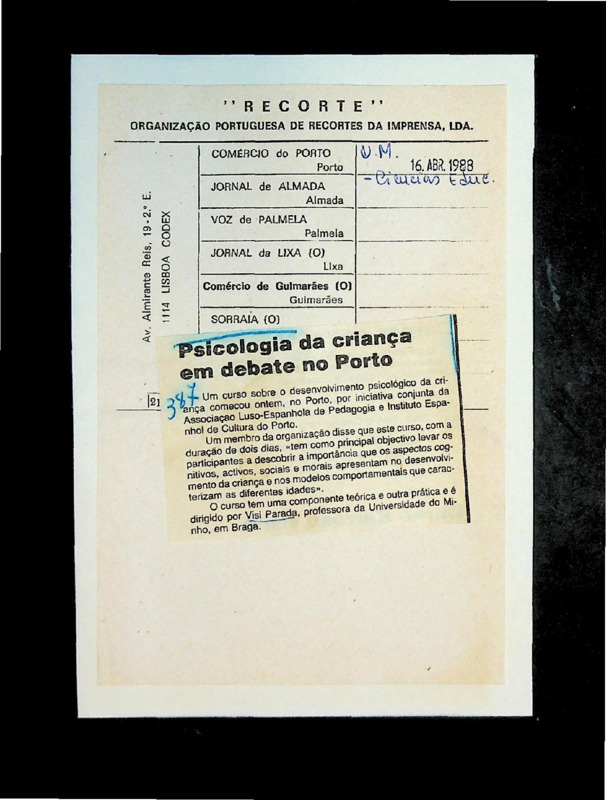 "RECORTE"
ORGANIZAÇÃO PORTUGUESA DE RECORTES DA IMPRENSA, LDA.
Av. Almirante Reis, 19-2.º E.
1114 LISBOA CODEX
COMÉRCIO do PORTO
Porto
U.M.
16. ABR. 1988
- Ciências Educ.
JORNAL de ALMADA
Almada
VOZ de PALMELA
Palmela
JORNAL da LIXA (O)
Lixa
Comércio de Guimarães (O)
Guimarães
SORRAIA (O)
21
387
Psicologia da criança
em debate no Porto
Um curso sobre o desenvolvimento psicológico da cri-
ança começou ontem, no Porto, por iniciativa conjunta da
Associação Luso-Espanhola de Pedagogia e Instituto Espa-
nhol de Cultura do Porto.
Um membro da organização disse que este curso, com a
duração de dois dias, «tem como principal objectivo levar os
participantes a descobrir a importância que os aspectos cog-
nitivos, activos, sociais e morais apresentam no desenvolvi-
mento da criança e nos modelos comportamentais que carac-
terizam as diferentes idades».
O curso tem uma componente teórica e outra prática e é
dirigido por Visi Parada, professora da Universidade do Mi-
nho, em Braga.